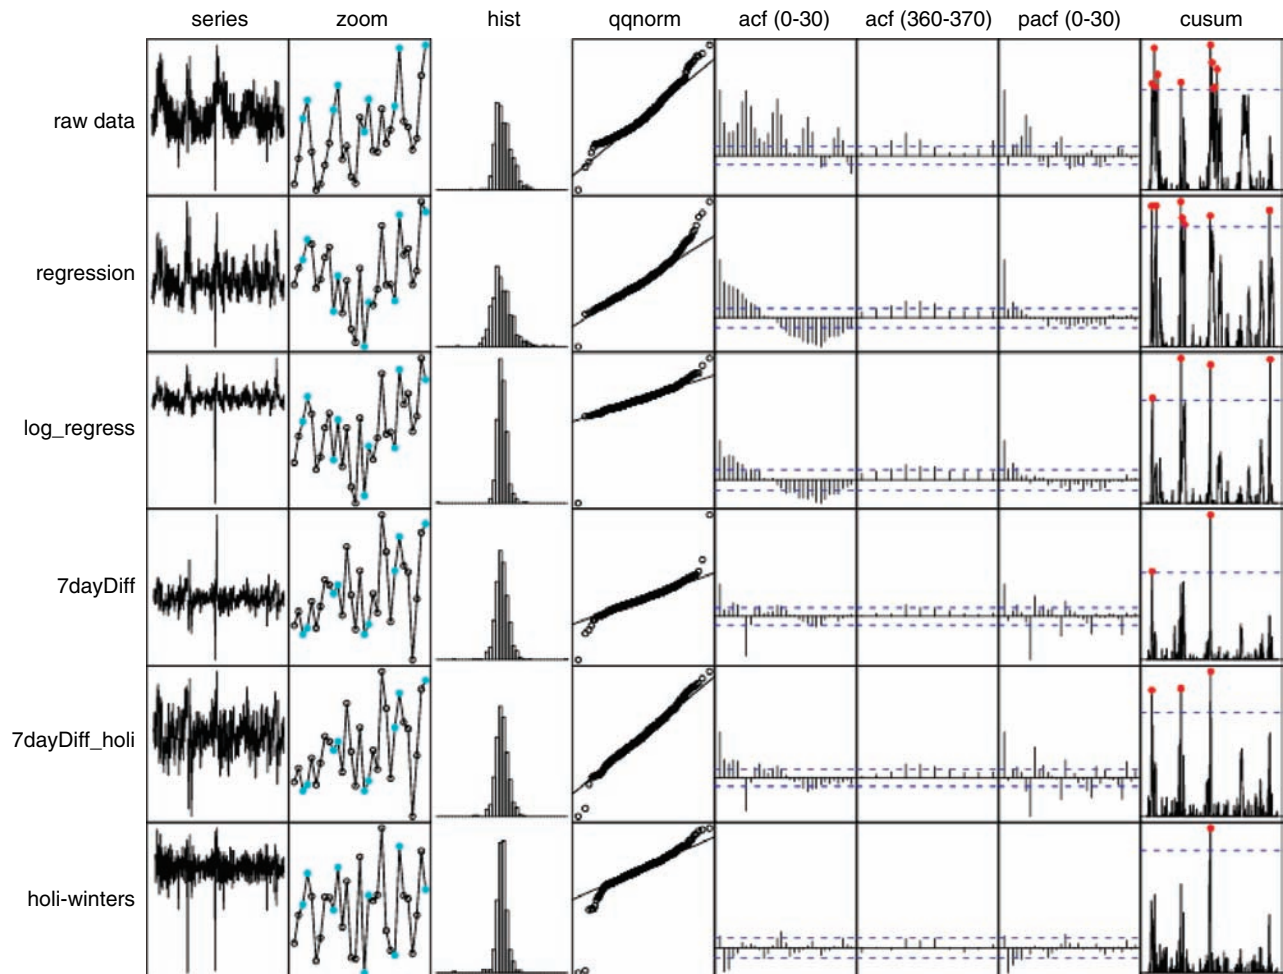 series zoom hist qqnorm acf (0-30) acf (360-370) pacf (0-30) cusum
raw data
regression
log_regress
7dayDiff
7dayDiff_holi
holi-winters